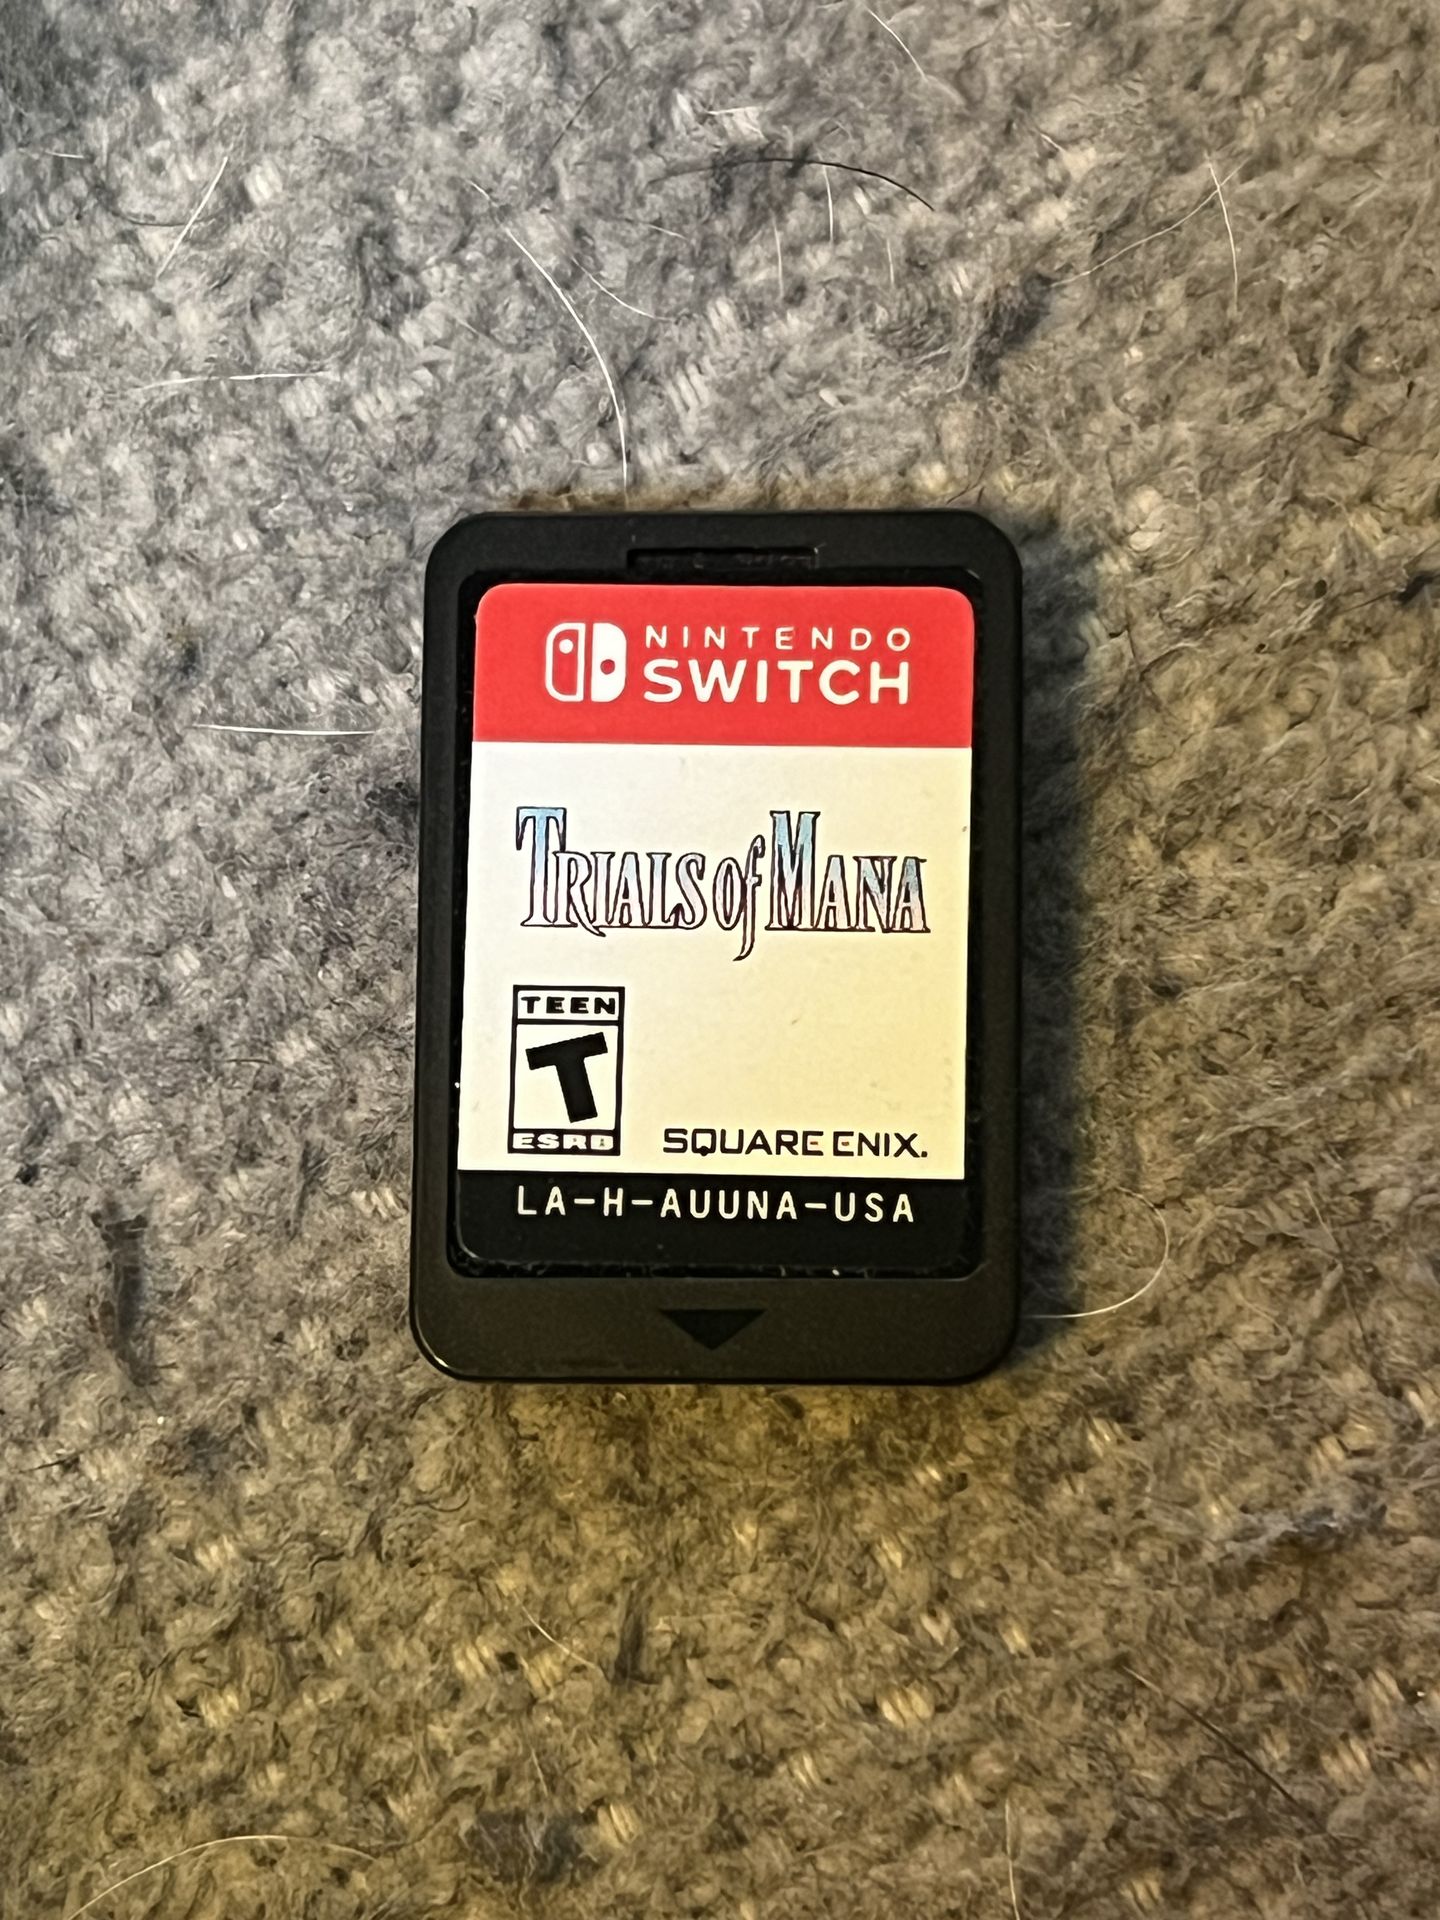 NINTENDO
SWITCH
TRIALS of MANA
TEEN
T
ESRB
SQUARE ENIX.
LA-H-AUUNA-USA